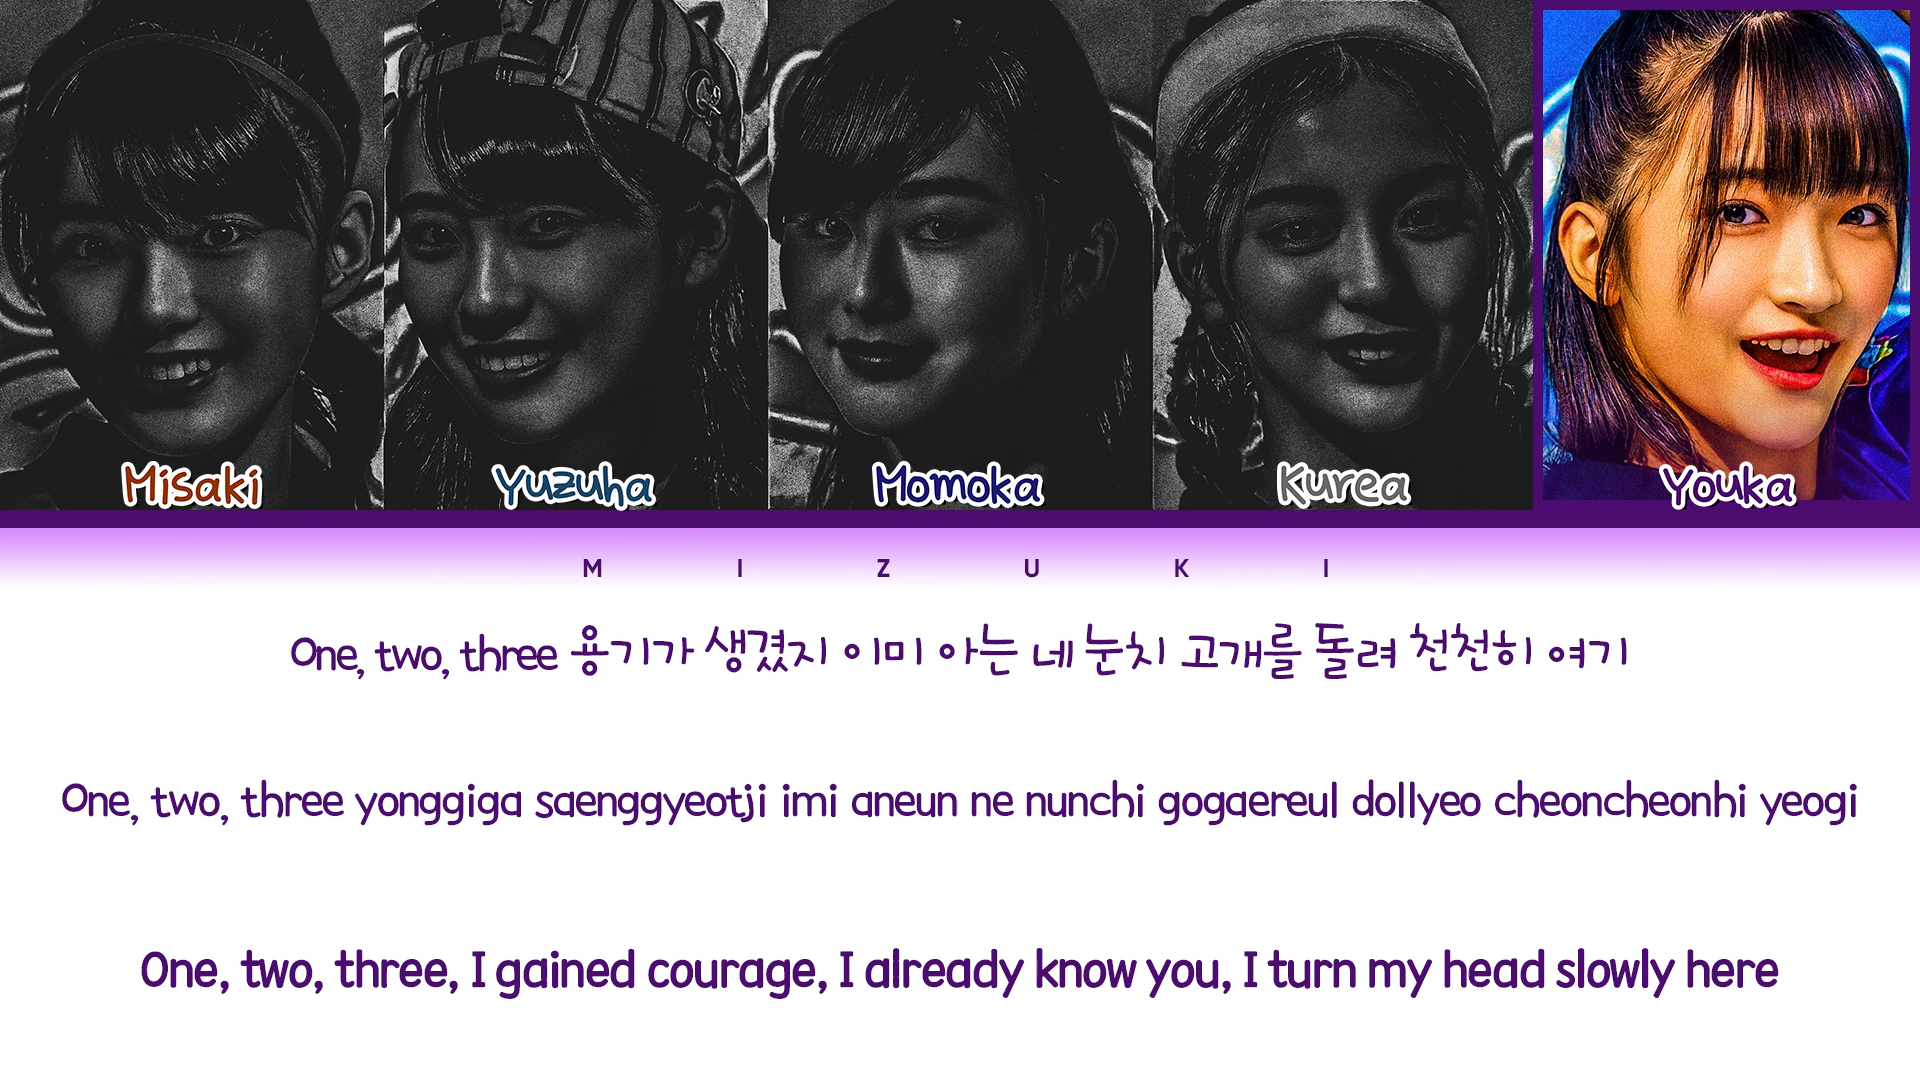 Misaki Yuzuha Momoka Kurea Youka
M I Z U K I
One, two, three 용기가 생겼지 이미 아는 네 눈치 고개를 돌려 천천히 여기
One, two, three yonggiga saenggyeotji imi aneun ne nunchi gogaereul dollyeo cheoncheonhi yeogi
One, two, three, I gained courage, I already know you, I turn my head slowly here